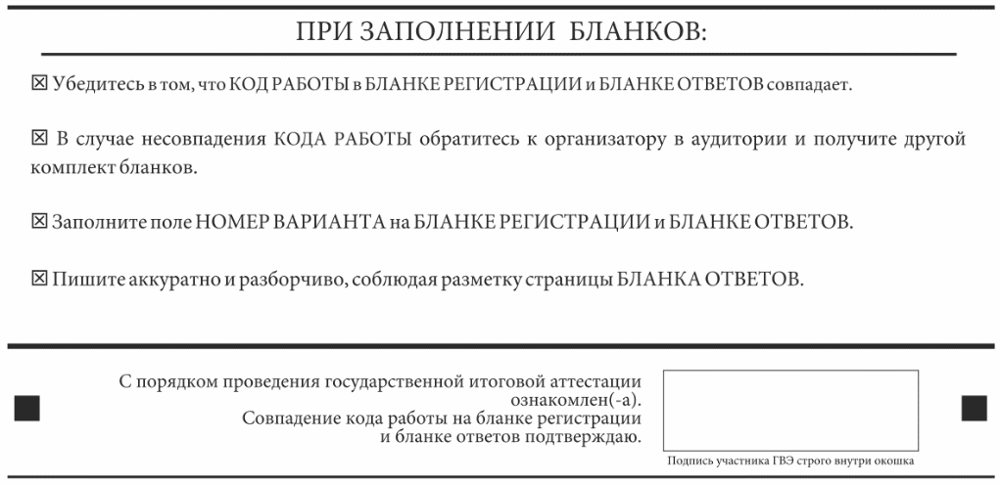 ПРИ ЗАПОЛНЕНИИ БЛАНКОВ:
☒ Убедитесь в том, что КОД РАБОТЫ в БЛАНКЕ РЕГИСТРАЦИИ и БЛАНКЕ ОТВЕТОВ совпадает.
☒ В случае несовпадения КОДА РАБОТЫ обратитесь к организатору в аудитории и получите другой
комплект бланков.
☒ Заполните поле НОМЕР ВАРИАНТА на БЛАНКЕ РЕГИСТРАЦИИ и БЛАНКЕ ОТВЕТОВ.
☒ Пишите аккуратно и разборчиво, соблюдая разметку страницы БЛАНКА ОТВЕТОВ.
С порядком проведения государственной итоговой аттестации
ознакомлен(-а).
Совпадение кода работы на бланке регистрации
и бланке ответов подтверждаю.
Подпись участника ГВЭ строго внутри окошка